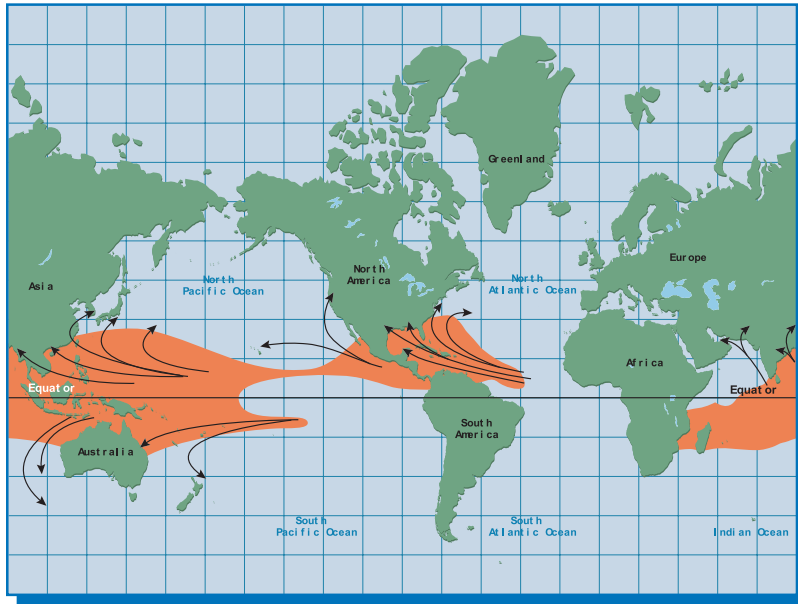 Greenland
Europe
North
America
Asia
North
Pacific Ocean
North
Atlantic Ocean
Africa
Equator
Equator
South
America
Australia
South
Pacific Ocean
South
Atlantic Ocean
Indian Ocean